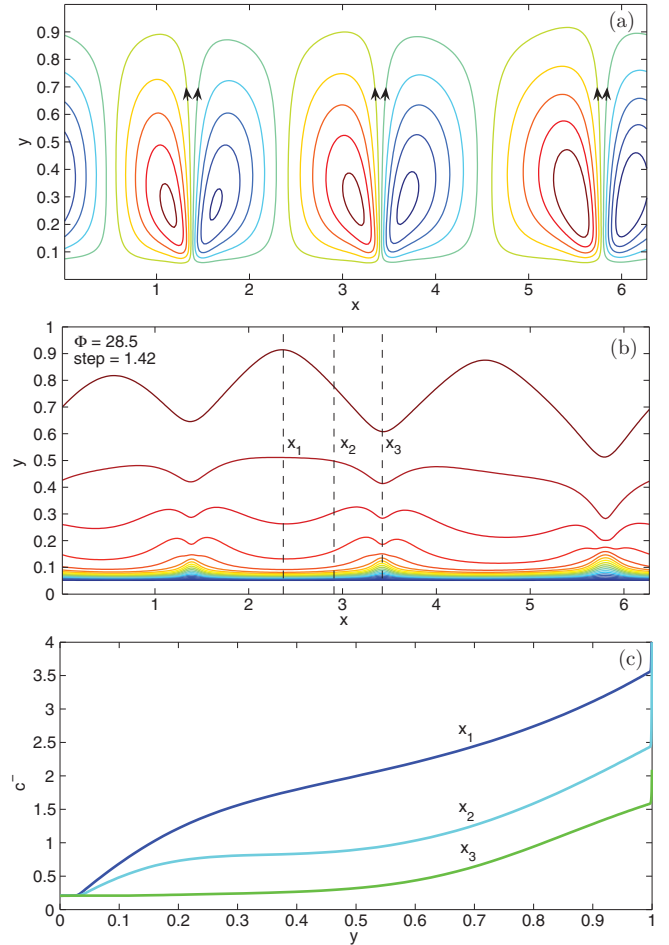 (a)
0.9
0.8
0.7
0.6
0.5
0.4
0.3
0.2
0.1
y
1 2 3 4 5 6
x
(b)
Φ = 28.5
step = 1.42
1
0.9
0.8
0.7
0.6
0.5
0.4
0.3
0.2
0.1
0
y
x1 x2 x3
1 2 3 4 5 6
x
(c)
4
3.5
3
2.5
2
1.5
1
0.5
0
c-
x1
x2
x3
0 0.1 0.2 0.3 0.4 0.5 0.6 0.7 0.8 0.9 1
y